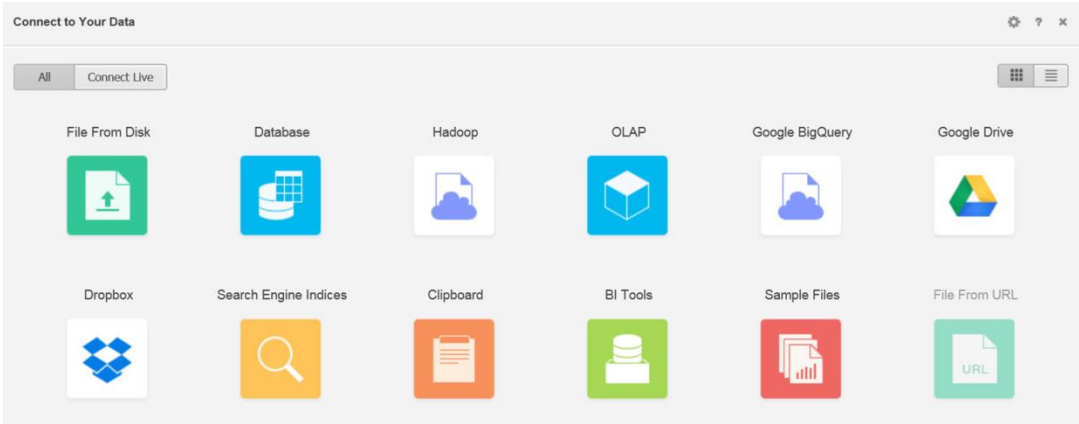 Connect to Your Data
?
All Connect Live
File From Disk Database Hadoop OLAP Google BigQuery Google Drive
Dropbox Search Engine Indices Clipboard BI Tools Sample Files File From URL
URL